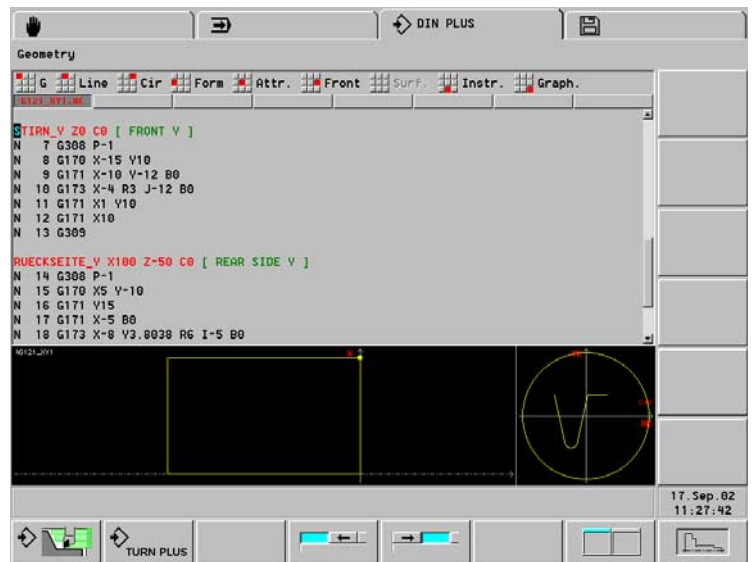 DIN PLUS
Geometry
G Line Cir Form Attr. Front Surf. Instr. Graph.
G121_XY1.NC
STIRN_Y Z0 C0 [ FRONT Y ]
N 7 G308 P-1
N 8 G170 X-15 Y10
N 9 G171 X-10 Y-12 B0
N 10 G173 X-4 R3 J-12 B0
N 11 G171 X1 Y10
N 12 G171 X10
N 13 G309
RUECKSEITE_Y X100 Z-50 C0 [ REAR SIDE Y ]
N 14 G308 P-1
N 15 G170 X5 Y-10
N 16 G171 Y15
N 17 G171 X-5 B0
N 18 G173 X-8 Y3.8038 R6 I-5 B0
X
17.Sep.02
11:27:42
TURN PLUS